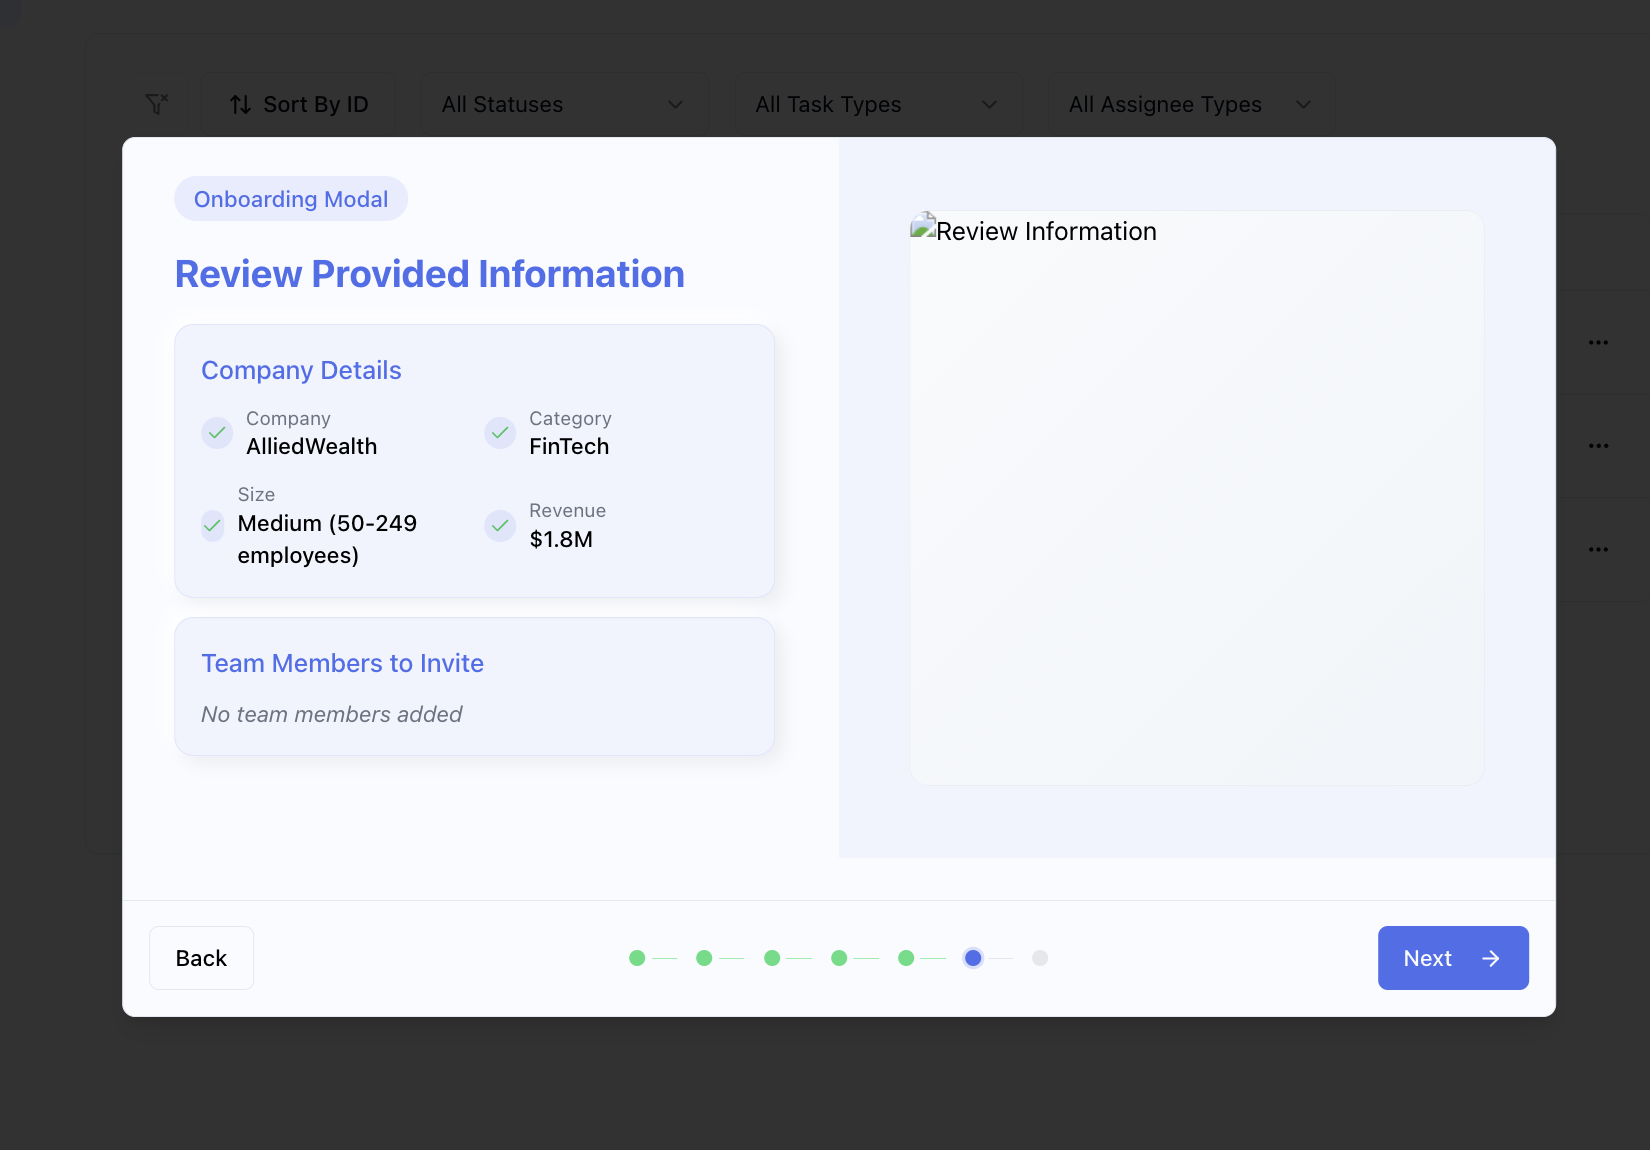 Sort By ID
All Statuses
All Task Types
All Assignee Types
Onboarding Modal
Review Provided Information
Company Details
Company
AlliedWealth
Category
FinTech
Size
Medium (50-249
employees)
Revenue
$1.8M
Team Members to Invite
No team members added
Review Information
Back
Next